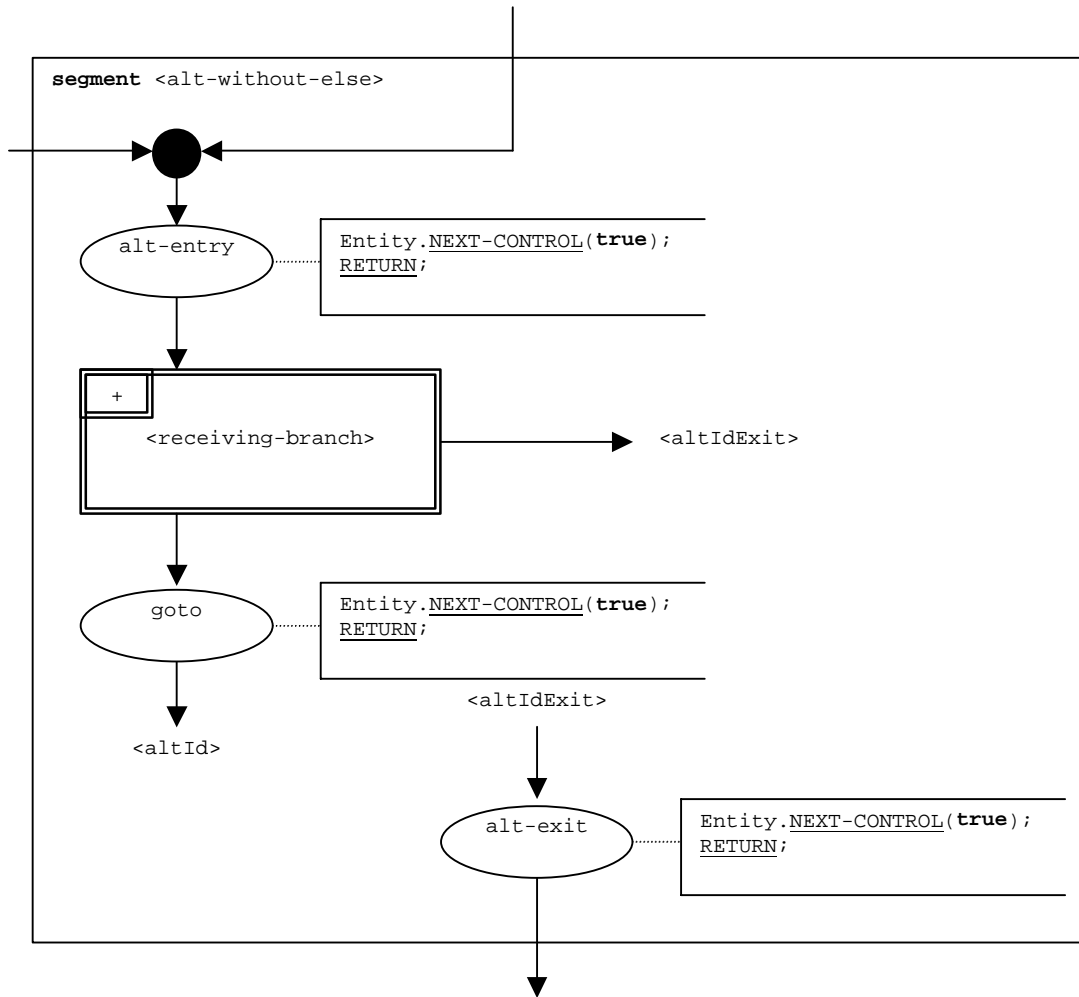 segment <alt-without-else>
alt-entry
Entity.NEXT-CONTROL(true);
RETURN;
+
<receiving-branch>
<altIdExit>
goto
Entity.NEXT-CONTROL(true);
RETURN;
<altIdExit>
<altId>
alt-exit
Entity.NEXT-CONTROL(true);
RETURN;